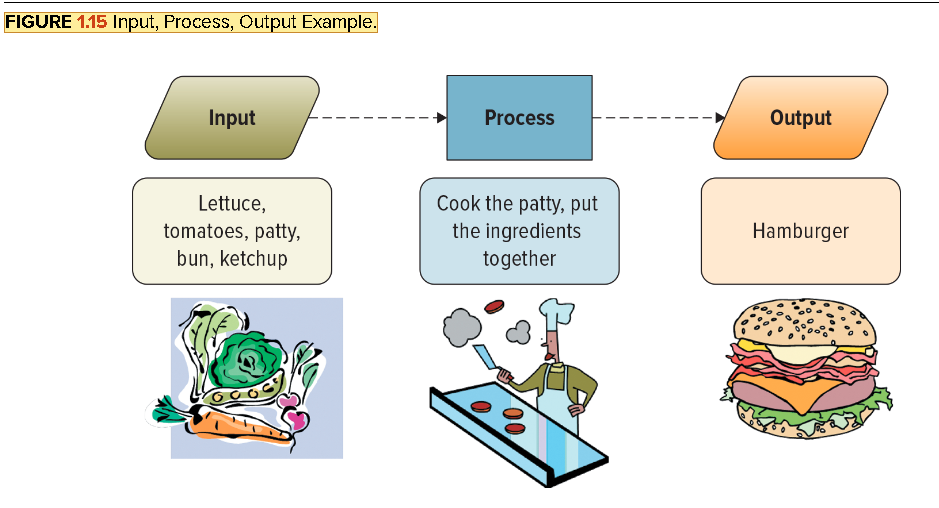 FIGURE 1.15 Input, Process, Output Example.
Input
Process
Output
Lettuce,
tomatoes, patty,
bun, ketchup
Cook the patty, put
the ingredients
together
Hamburger